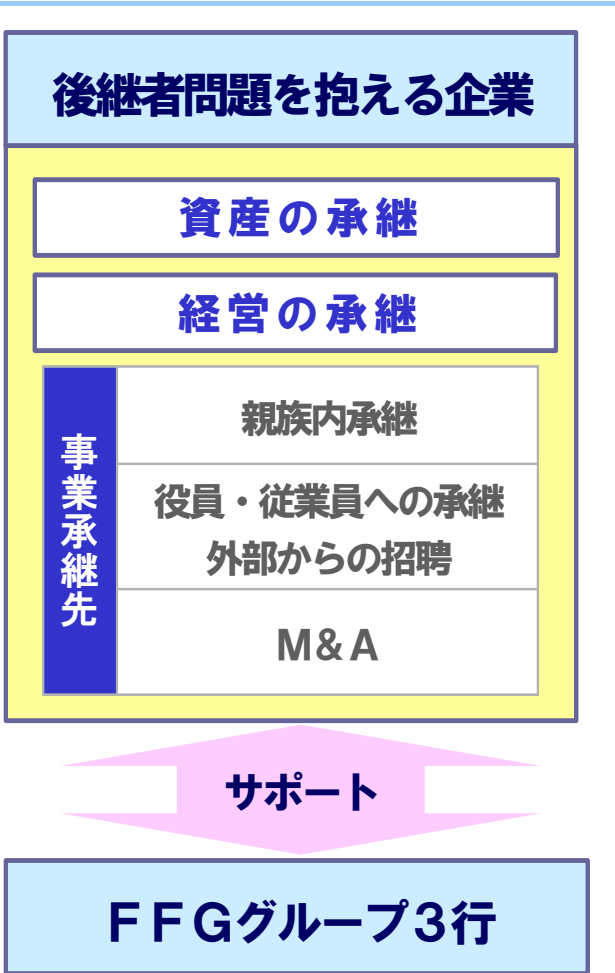 後継者問題を抱える企業
資産の承継
経営の承継
事業承継先
親族内承継
役員・従業員への承継
外部からの招聘
M&A
サポート
FFGグループ3行